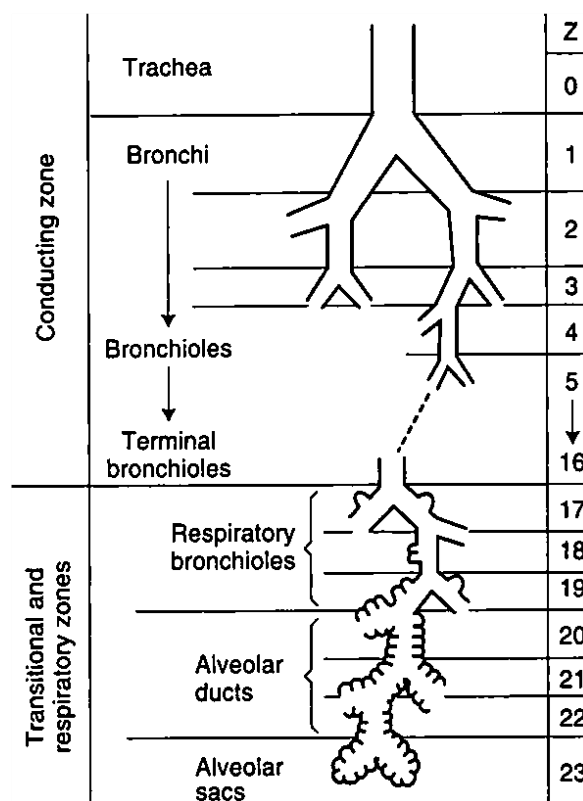 Z
Trachea
0
Conducting zone
Bronchi
1
2
3
Bronchioles
4
5
Terminal
bronchioles
16
Transitional and
respiratory zones
17
Respiratory
bronchioles
18
19
20
Alveolar
ducts
21
22
Alveolar
sacs
23